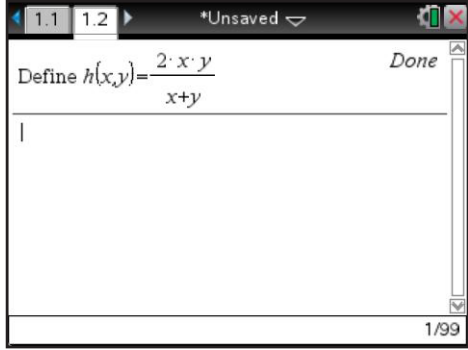 1.1 1.2 *Unsaved
Define h(x,y)=2·x·y/x+y Done
1/99